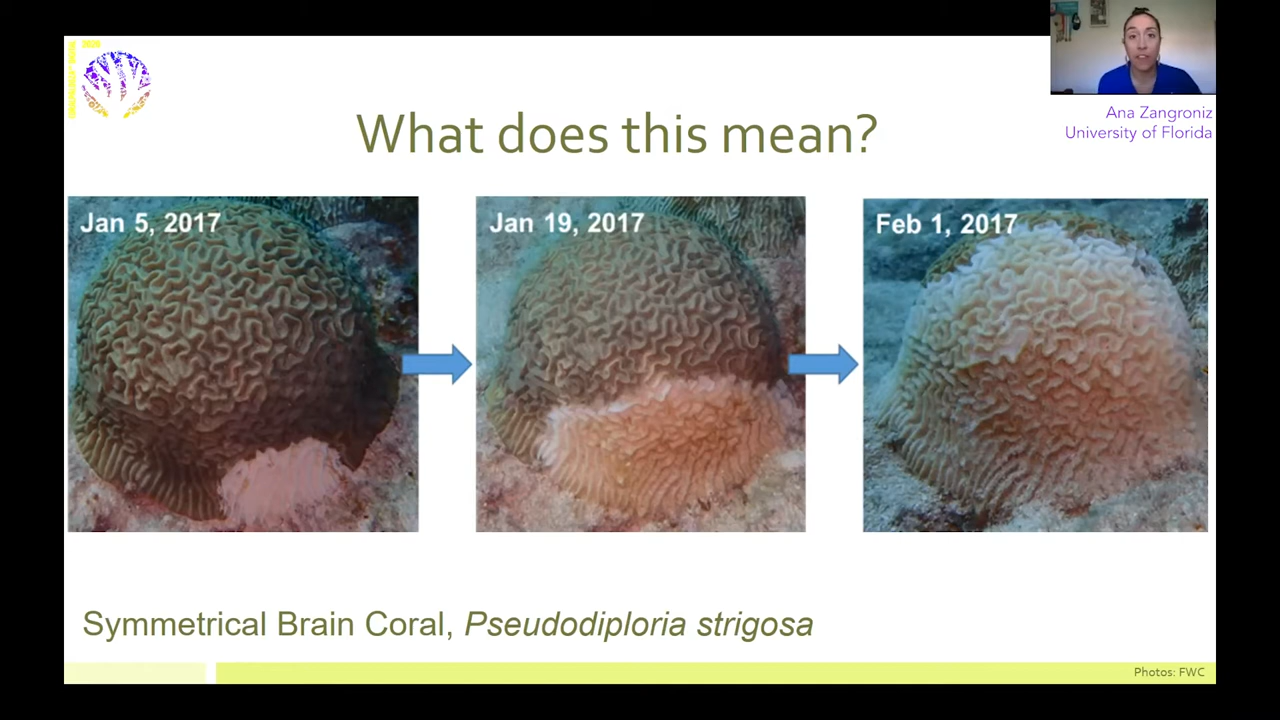 2020
What does this mean?
Ana Zangroniz
University of Florida
Jan 5, 2017
Jan 19, 2017
Feb 1, 2017
Symmetrical Brain Coral, Pseudodiploria strigosa
Photos: FWC